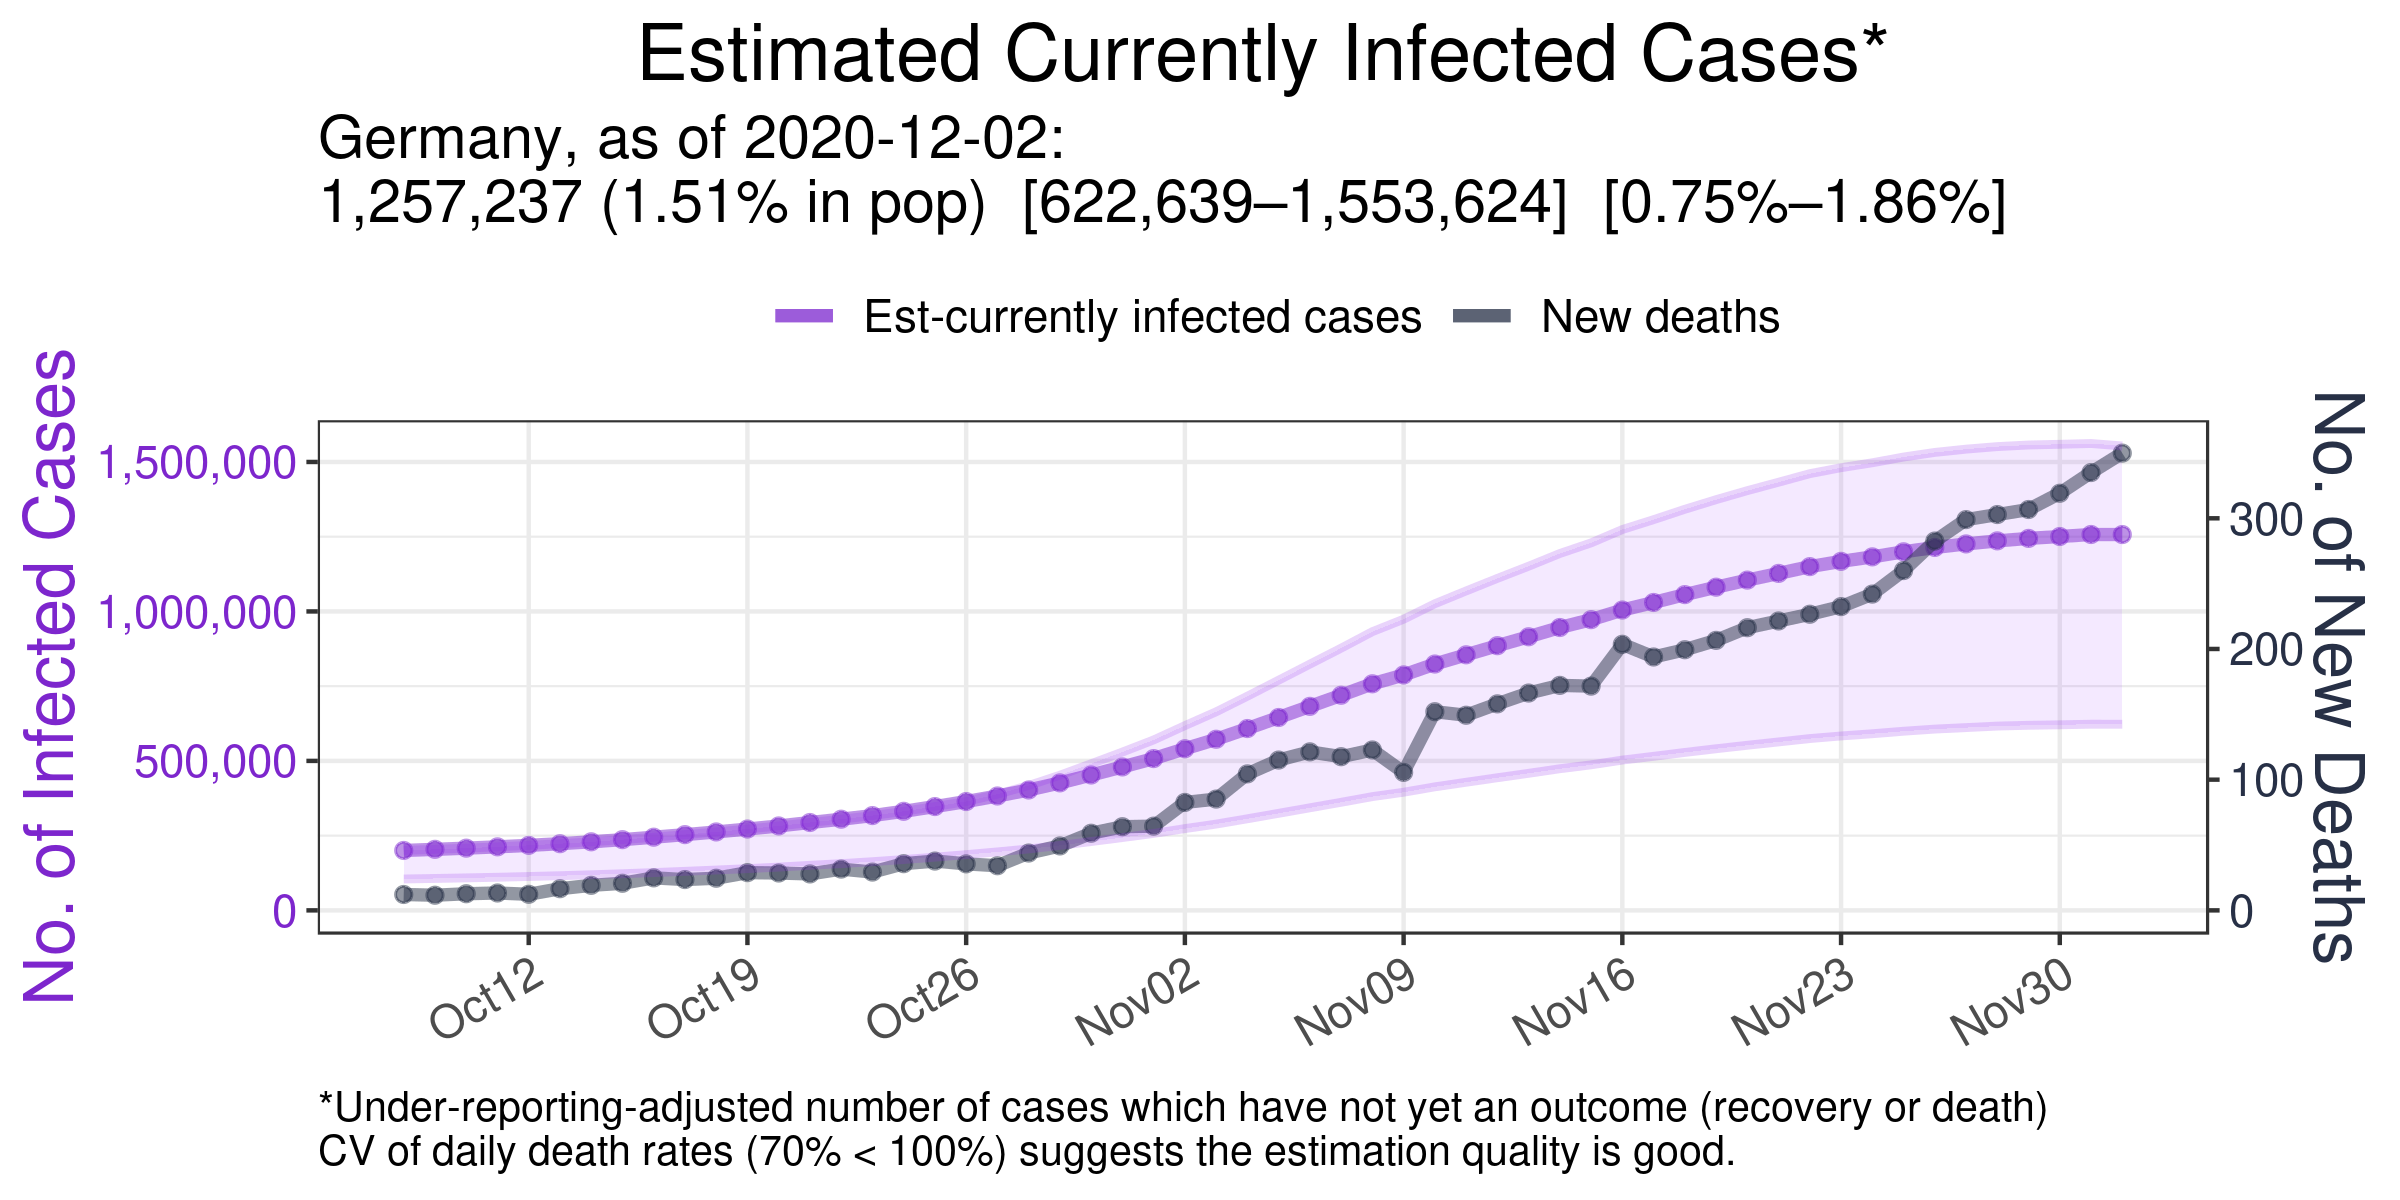 Estimated Currently Infected Cases*
Germany, as of 2020-12-02:
1,257,237 (1.51% in pop)  [622,639–1,553,624]  [0.75%–1.86%]
Est-currently infected cases
New deaths
No. of Infected Cases
1,500,000
1,000,000
500,000
0
No. of New Deaths
300
200
100
0
Oct12
Oct19
Oct26
Nov02
Nov09
Nov16
Nov23
Nov30
*Under-reporting-adjusted number of cases which have not yet an outcome (recovery or death)
CV of daily death rates (70% < 100%) suggests the estimation quality is good.